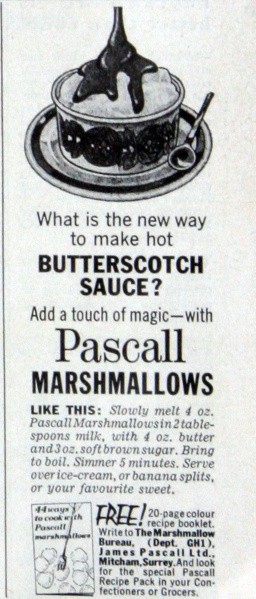 What is the new way
to make hot
BUTTERSCOTCH
SAUCE?
Add a touch of magic—with
Pascall
MARSHMALLOWS
LIKE THIS: Slowly melt 4 oz.
Pascall Marshmallows in 2 table-
spoons milk, with 4 oz. butter
and 3 oz. soft brown sugar. Bring
to boil. Simmer 5 minutes. Serve
over ice-cream, or banana splits,
or your favourite sweet.
44 ways
to cook with
Pascall
marshmallows
FREE! 20-page colour
recipe booklet.
Write to The Marshmallow
Bureau, (Dept. GH1),
James Pascall Ltd.,
Mitcham, Surrey. And look
for the special Pascall
Recipe Pack in your Con-
fectioners or Grocers.